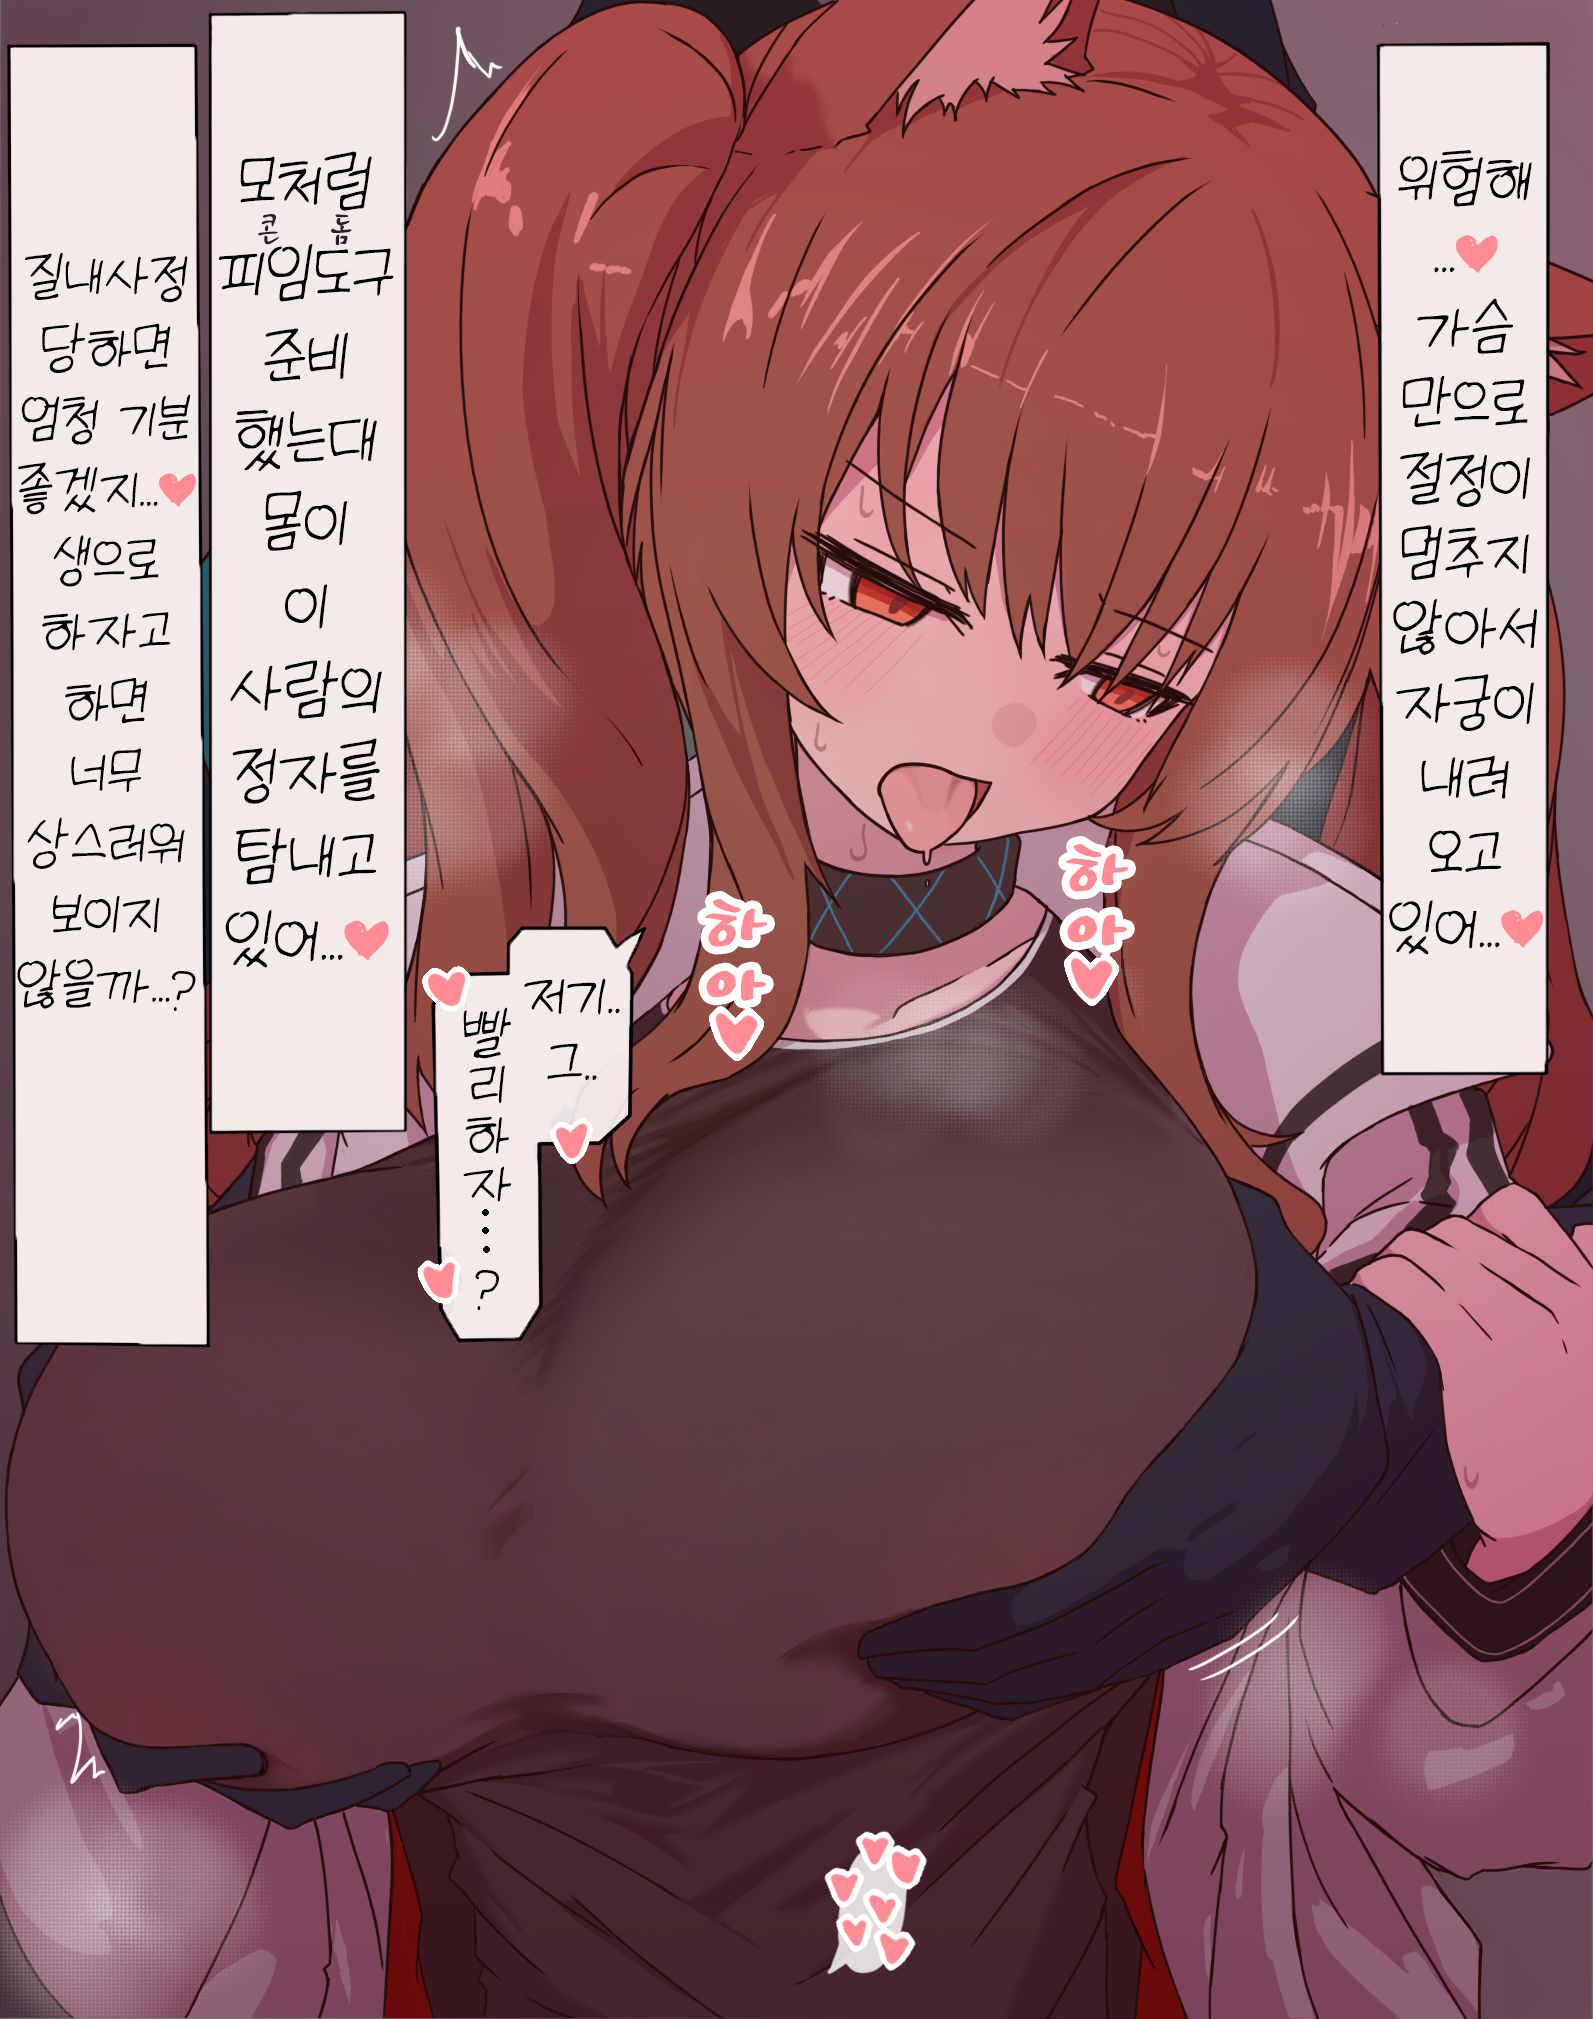 위험해
...♥
가슴
만으로
절정이
멈추지
않아서
자궁이
내려
오고
있어...♥
하
아
♥
하
아
♥
저기..
그..
♥
♥
빨
리
하
자
⋮
?
♥
모처럼
콘 돔
피임도구
준비
했는대
몸이
이
사람의
정자를
탐내고
있어...♥
질내사정
당하면
엄청 기분
좋겠지...♥
생으로
하자고
하면
너무
상스러워
보이지
않을까...?